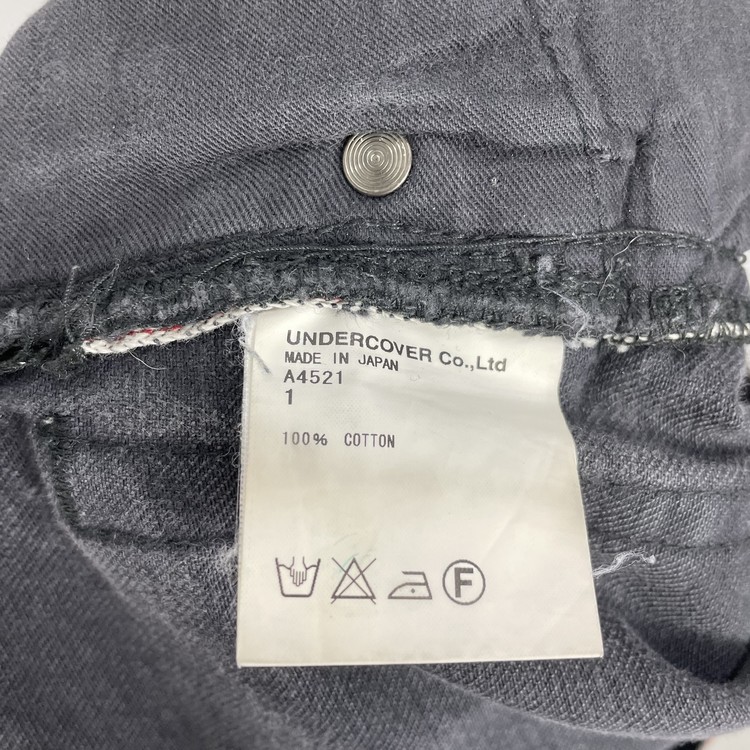 UNDERCOVER Co.,Ltd
MADE IN JAPAN
A4521
1
100% COTTON
F